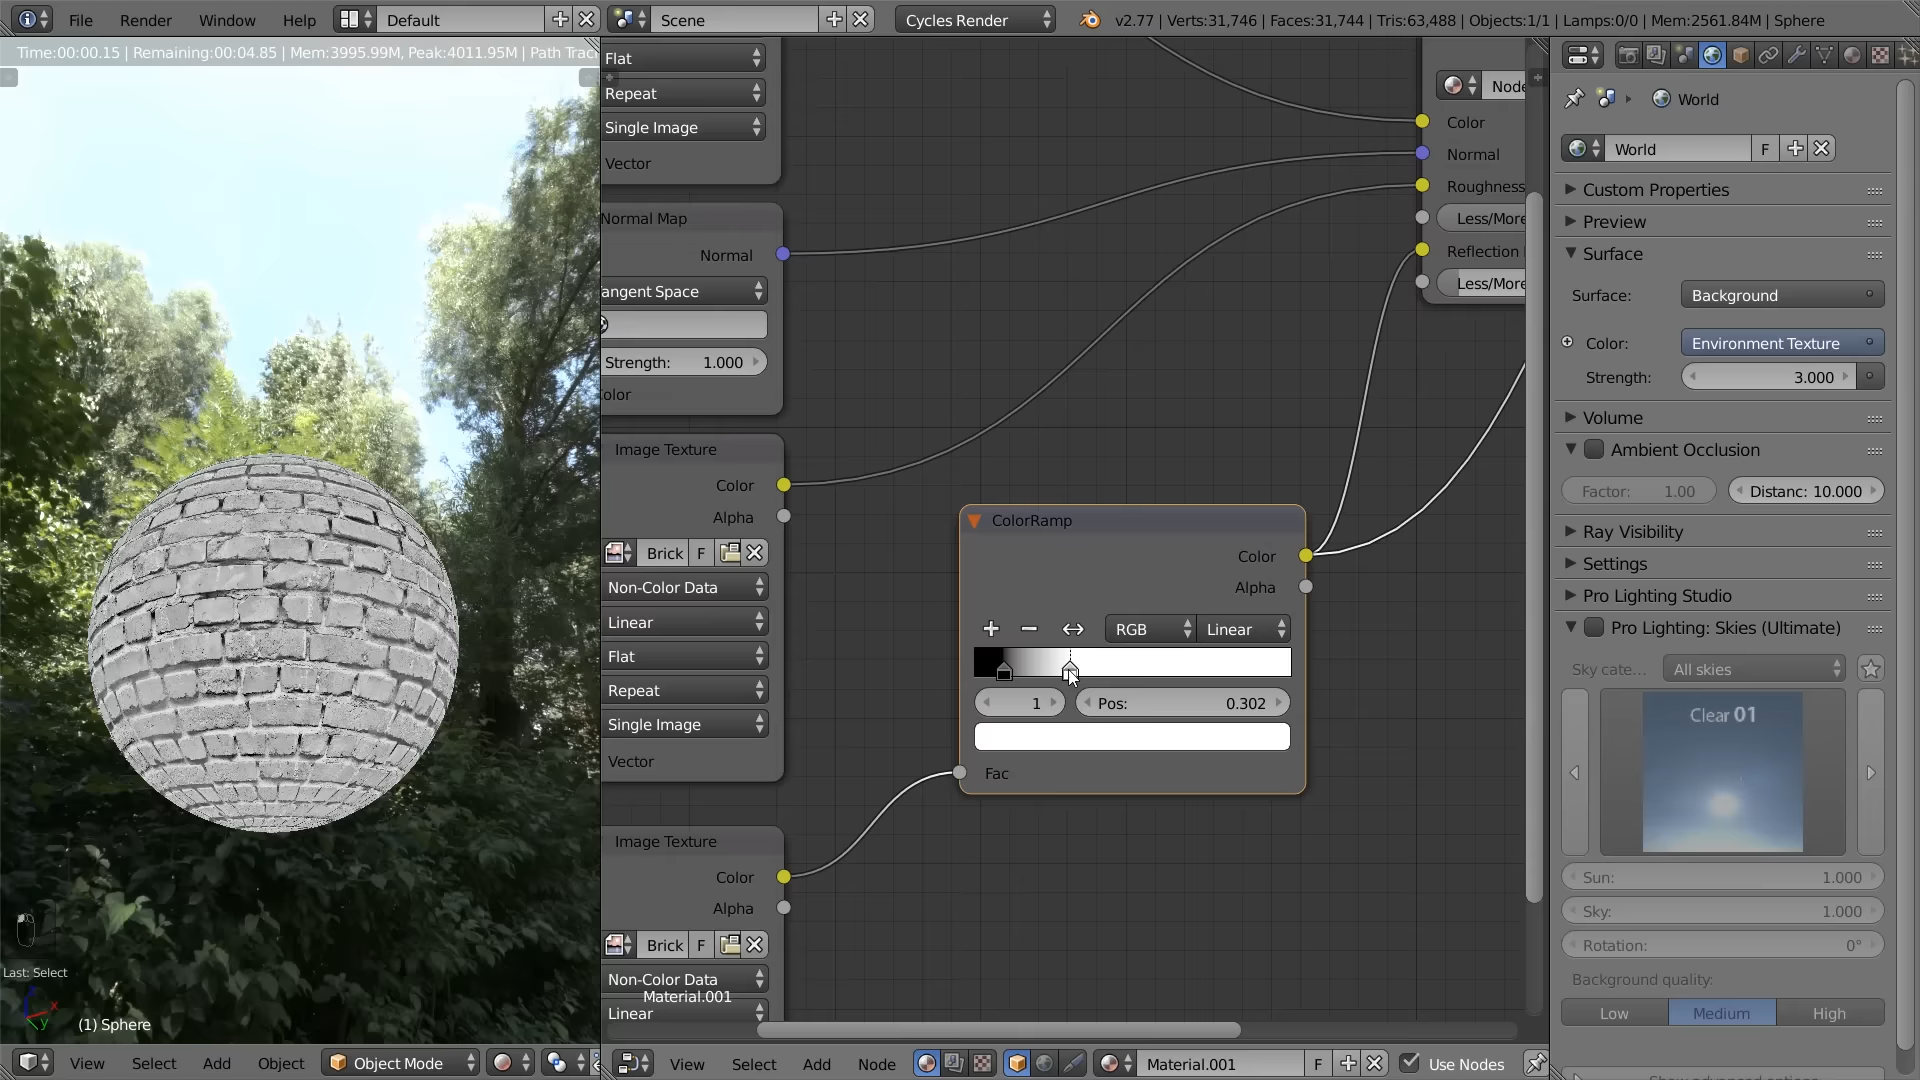 File Render Window Help Default Scene Cycles Render v2.77 | Verts:31,746 | Faces:31,744 | Tris:63,488 | Objects:1/1 | Lamps:0/0 | Mem:2561.84M | Sphere
Time:00:00.15 | Remaining:00:04.85 | Mem:3995.99M, Peak:4011.95M | Path Trac
Last: Select
(1) Sphere
View Select Add Object Object Mode
Flat
Repeat
Single Image
Vector
Normal Map
Normal
angent Space
Strength: 1.000
olor
Image Texture
Color
Alpha
Brick F
Non-Color Data
Linear
Flat
Repeat
Single Image
Vector
Image Texture
Color
Alpha
Brick F
Non-Color Data
Material.001
Linear
ColorRamp
Color
Alpha
RGB Linear
1 Pos: 0.302
Fac
Node
Color
Normal
Roughness
Less/More
Reflection
Less/More
View Select Add Node Material.001 F Use Nodes
World
World F
Custom Properties
Preview
Surface
Surface: Background
Color: Environment Texture
Strength: 3.000
Volume
Ambient Occlusion
Factor: 1.00 Distanc: 10.000
Ray Visibility
Settings
Pro Lighting Studio
Pro Lighting: Skies (Ultimate)
Sky cate... All skies
Clear 01
Sun: 1.000
Sky: 1.000
Rotation: 0°
Background quality:
Low Medium High